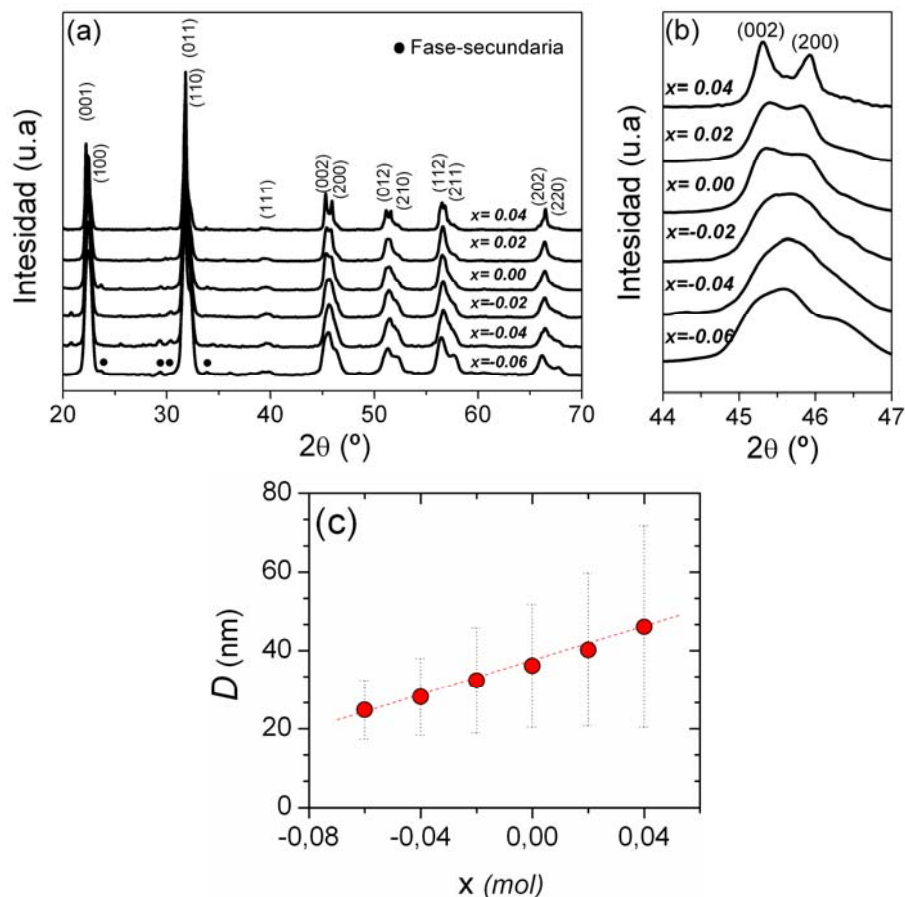 (a)
● Fase-secundaria
(001)
(100)
(011)
(110)
(111)
(002)
(200)
(012)
(210)
(112)
(211)
(202)
(220)
x= 0.04
x= 0.02
x= 0.00
x=-0.02
x=-0.04
x=-0.06
Intesidad (u.a)
20 30 40 50 60 70
2θ (º)
(b)
(002)
(200)
x= 0.04
x= 0.02
x= 0.00
x=-0.02
x=-0.04
x=-0.06
Intesidad (u.a)
44 45 46 47
2θ (º)
(c)
80
60
40
20
0
D (nm)
-0,08 -0,04 0,00 0,04
x (mol)